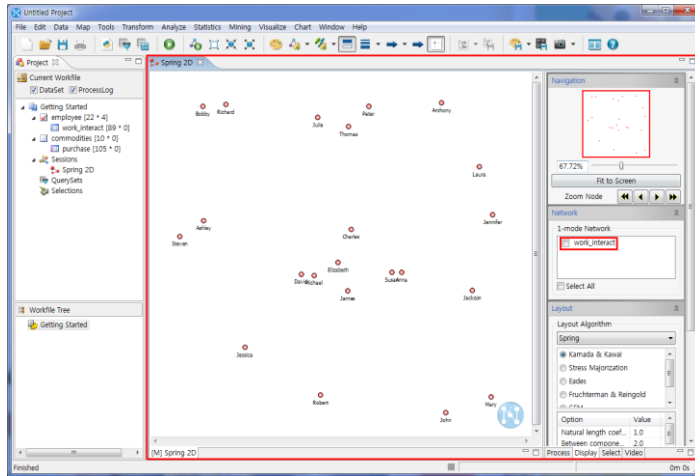 Untitled Project
File Edit Data Map Tools Transform Analyze Statistics Mining Visualize Chart Window Help
Project
Spring 2D
Current Workfile
DataSet ProcessLog
Getting Started
employee [22 * 4]
work_interact [89 * 0]
commodities [10 * 0]
purchase [105 * 0]
Sessions
Spring 2D
QuerySets
Selections
Workfile Tree
Getting Started
Bobby
Richard
Julia
Peter
Thomas
Anthony
Laura
Jennifer
Ashley
Steven
Charles
Elizabeth
David
Michael
Susan
Anna
James
Jackson
Jessica
Robert
Mary
John
[M] Spring 2D
Navigation
67.72%
Fit to Screen
Zoom Node
Network
1-mode Network
work_interact
Select All
Layout
Layout Algorithm
Spring
Kamada & Kawai
Stress Majorization
Eades
Fruchterman & Reingold
GEM
Option Value
Natural length coef... 1.0
Between compone... 2.0
Process Display Select Video
Finished
0m 0s